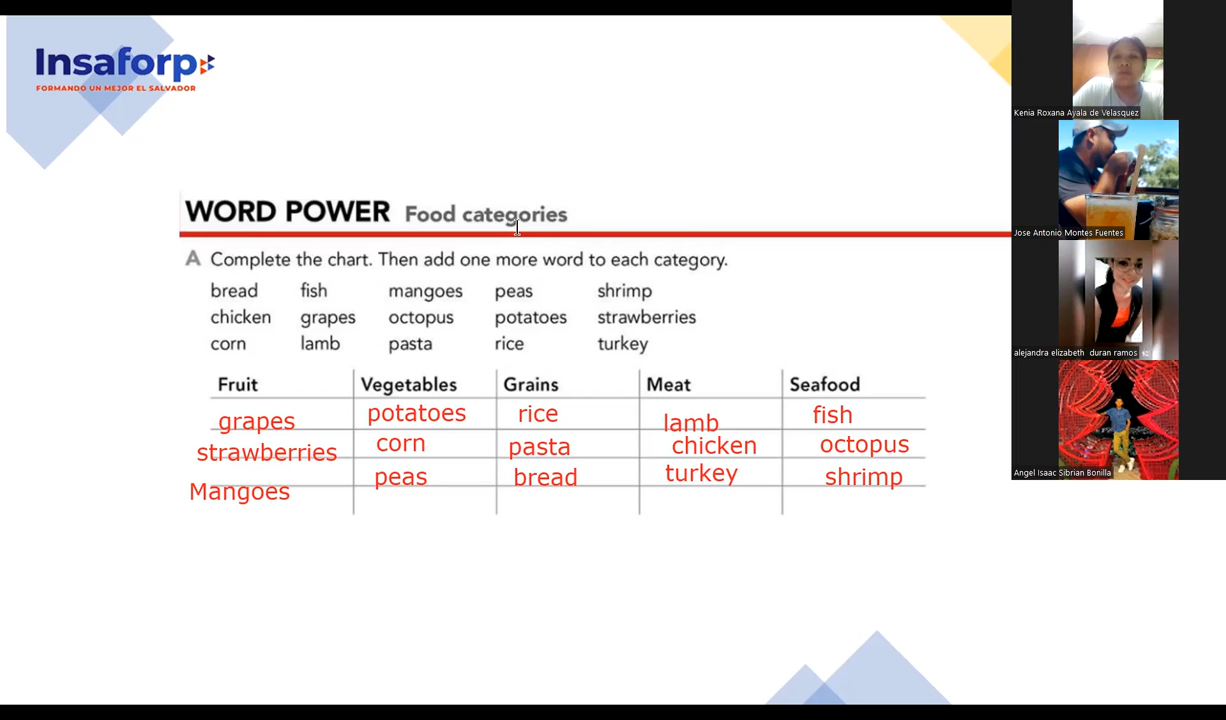 Insaforp
FORMANDO UN MEJOR EL SALVADOR
WORD POWER Food categories
A Complete the chart. Then add one more word to each category.
bread fish mangoes peas shrimp
chicken grapes octopus potatoes strawberries
corn lamb pasta rice turkey
Fruit Vegetables Grains Meat Seafood
grapes potatoes rice lamb fish
strawberries corn pasta chicken octopus
Mangoes peas bread turkey shrimp
Kenia Roxana Ayala de Velasquez
Jose Antonio Montes Fuentes
alejandra elizabeth duran ramos
Angel Isaac Sibrian Bonilla